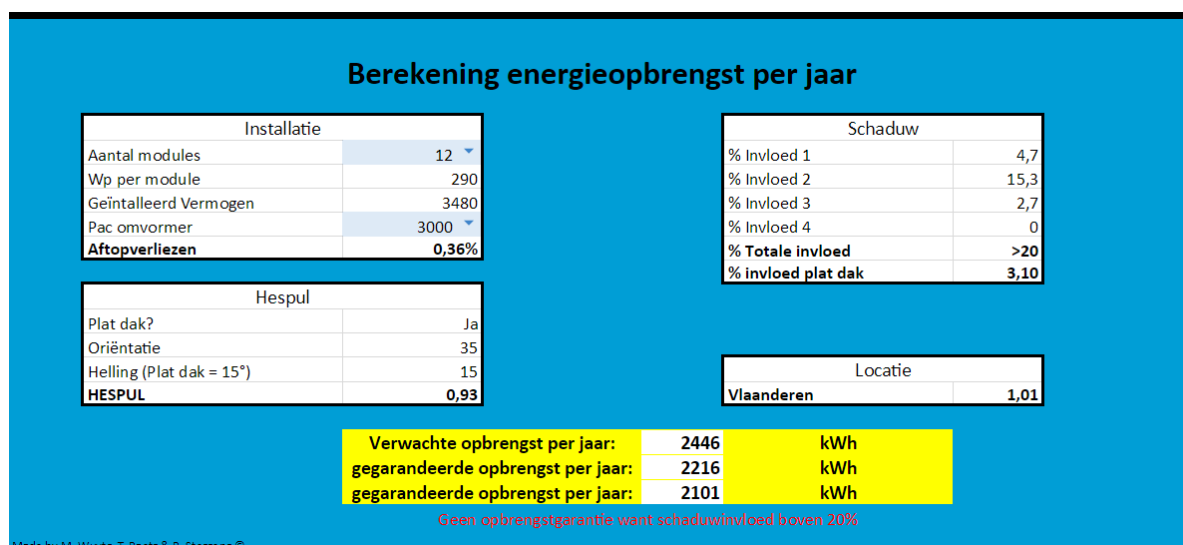 Berekening energieopbrengst per jaar
Installatie
Aantal modules 12
Wp per module 290
Geïntalleerd Vermogen 3480
Pac omvormer 3000
Aftopverliezen 0,36%
Schaduw
% Invloed 1 4,7
% Invloed 2 15,3
% Invloed 3 2,7
% Invloed 4 0
% Totale invloed >20
% invloed plat dak 3,10
Hespul
Plat dak? Ja
Oriëntatie 35
Helling (Plat dak = 15°) 15
HESPUL 0,93
Locatie
Vlaanderen 1,01
Verwachte opbrengst per jaar: 2446 kWh
gegarandeerde opbrengst per jaar: 2216 kWh
gegarandeerde opbrengst per jaar: 2101 kWh
Geen opbrengstgarantie want schaduwinvloed boven 20%
Made by M.